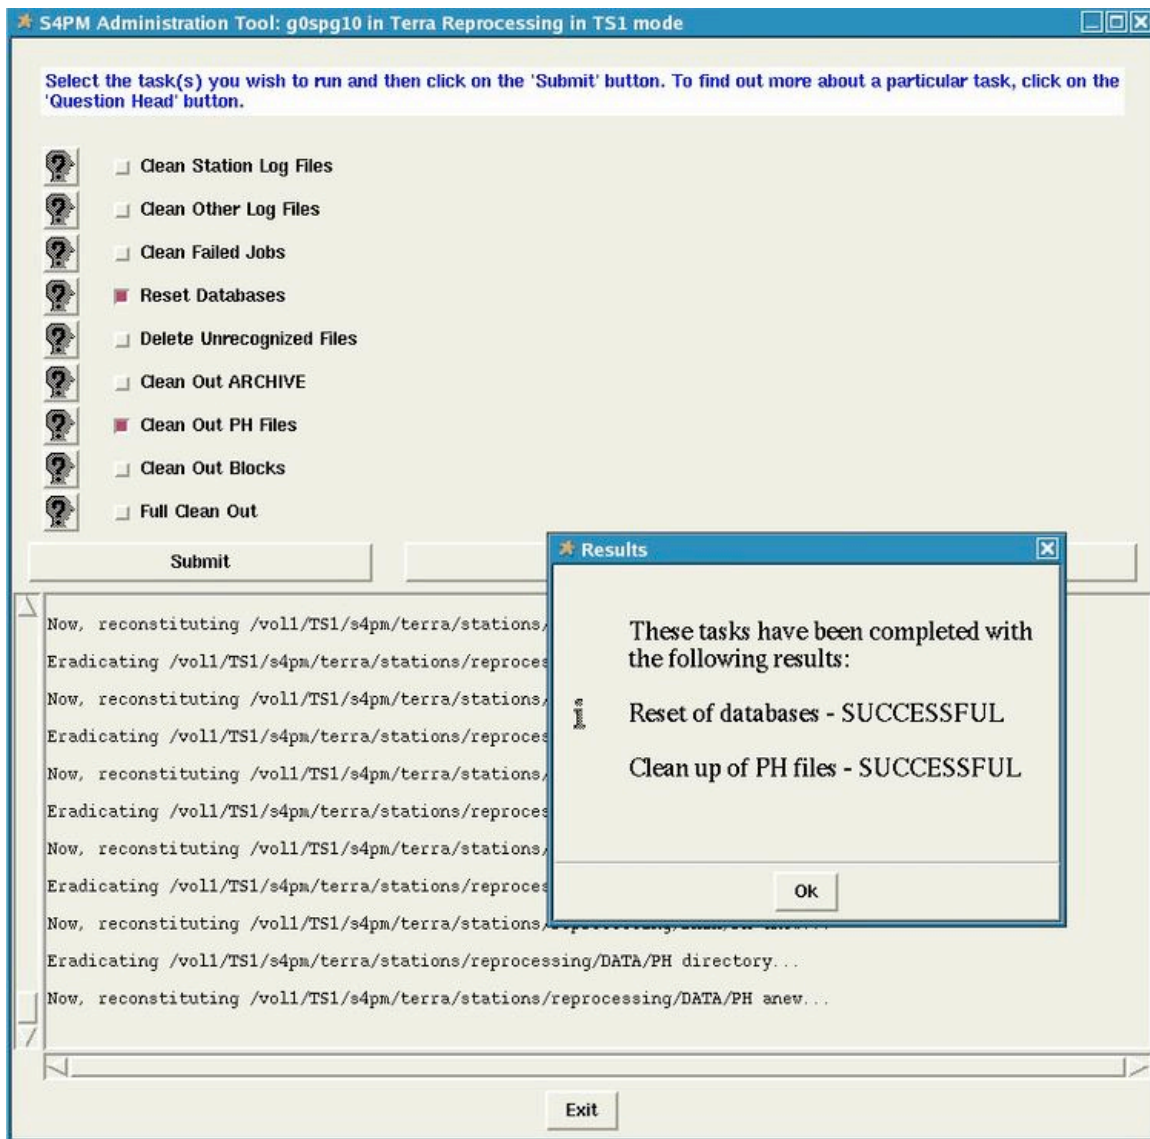 S4PM Administration Tool: g0spg10 in Terra Reprocessing in TS1 mode
Select the task(s) you wish to run and then click on the 'Submit' button. To find out more about a particular task, click on the
'Question Head' button.
Clean Station Log Files
Clean Other Log Files
Clean Failed Jobs
Reset Databases
Delete Unrecognized Files
Clean Out ARCHIVE
Clean Out PH Files
Clean Out Blocks
Full Clean Out
Submit
Results
These tasks have been completed with
the following results:
Reset of databases - SUCCESSFUL
Clean up of PH files - SUCCESSFUL
Ok
Now, reconstituting /vol1/TS1/s4pm/terra/stations/
Eradicating /vol1/TS1/s4pm/terra/stations/reproces
Now, reconstituting /vol1/TS1/s4pm/terra/stations/
Eradicating /vol1/TS1/s4pm/terra/stations/reproces
Now, reconstituting /vol1/TS1/s4pm/terra/stations/
Eradicating /vol1/TS1/s4pm/terra/stations/reproces
Now, reconstituting /vol1/TS1/s4pm/terra/stations/
Eradicating /vol1/TS1/s4pm/terra/stations/reproces
Now, reconstituting /vol1/TS1/s4pm/terra/stations/
Eradicating /vol1/TS1/s4pm/terra/stations/reprocessing/DATA/PH directory...
Now, reconstituting /vol1/TS1/s4pm/terra/stations/reprocessing/DATA/PH anew...
Exit